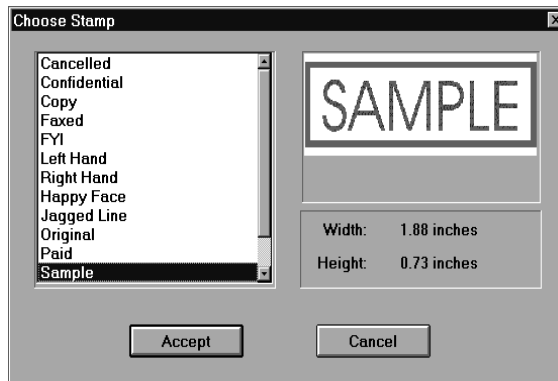 Choose Stamp
Cancelled
Confidential
Copy
Faxed
FYI
Left Hand
Right Hand
Happy Face
Jagged Line
Original
Paid
Sample
SAMPLE
Width: 1.88 inches
Height: 0.73 inches
Accept
Cancel